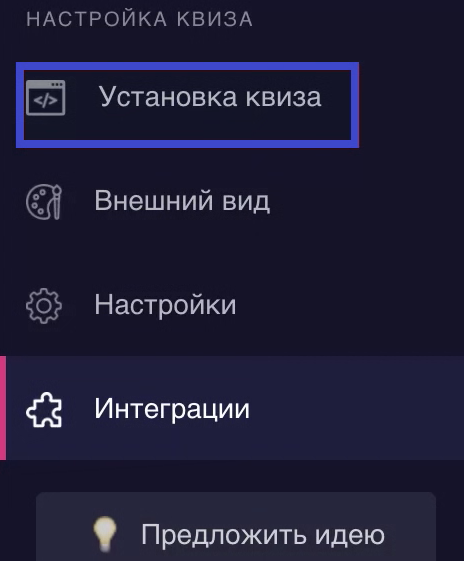 НАСТРОЙКА КВИЗА
</> Установка квиза
Внешний вид
Настройки
Интеграции
Предложить идею